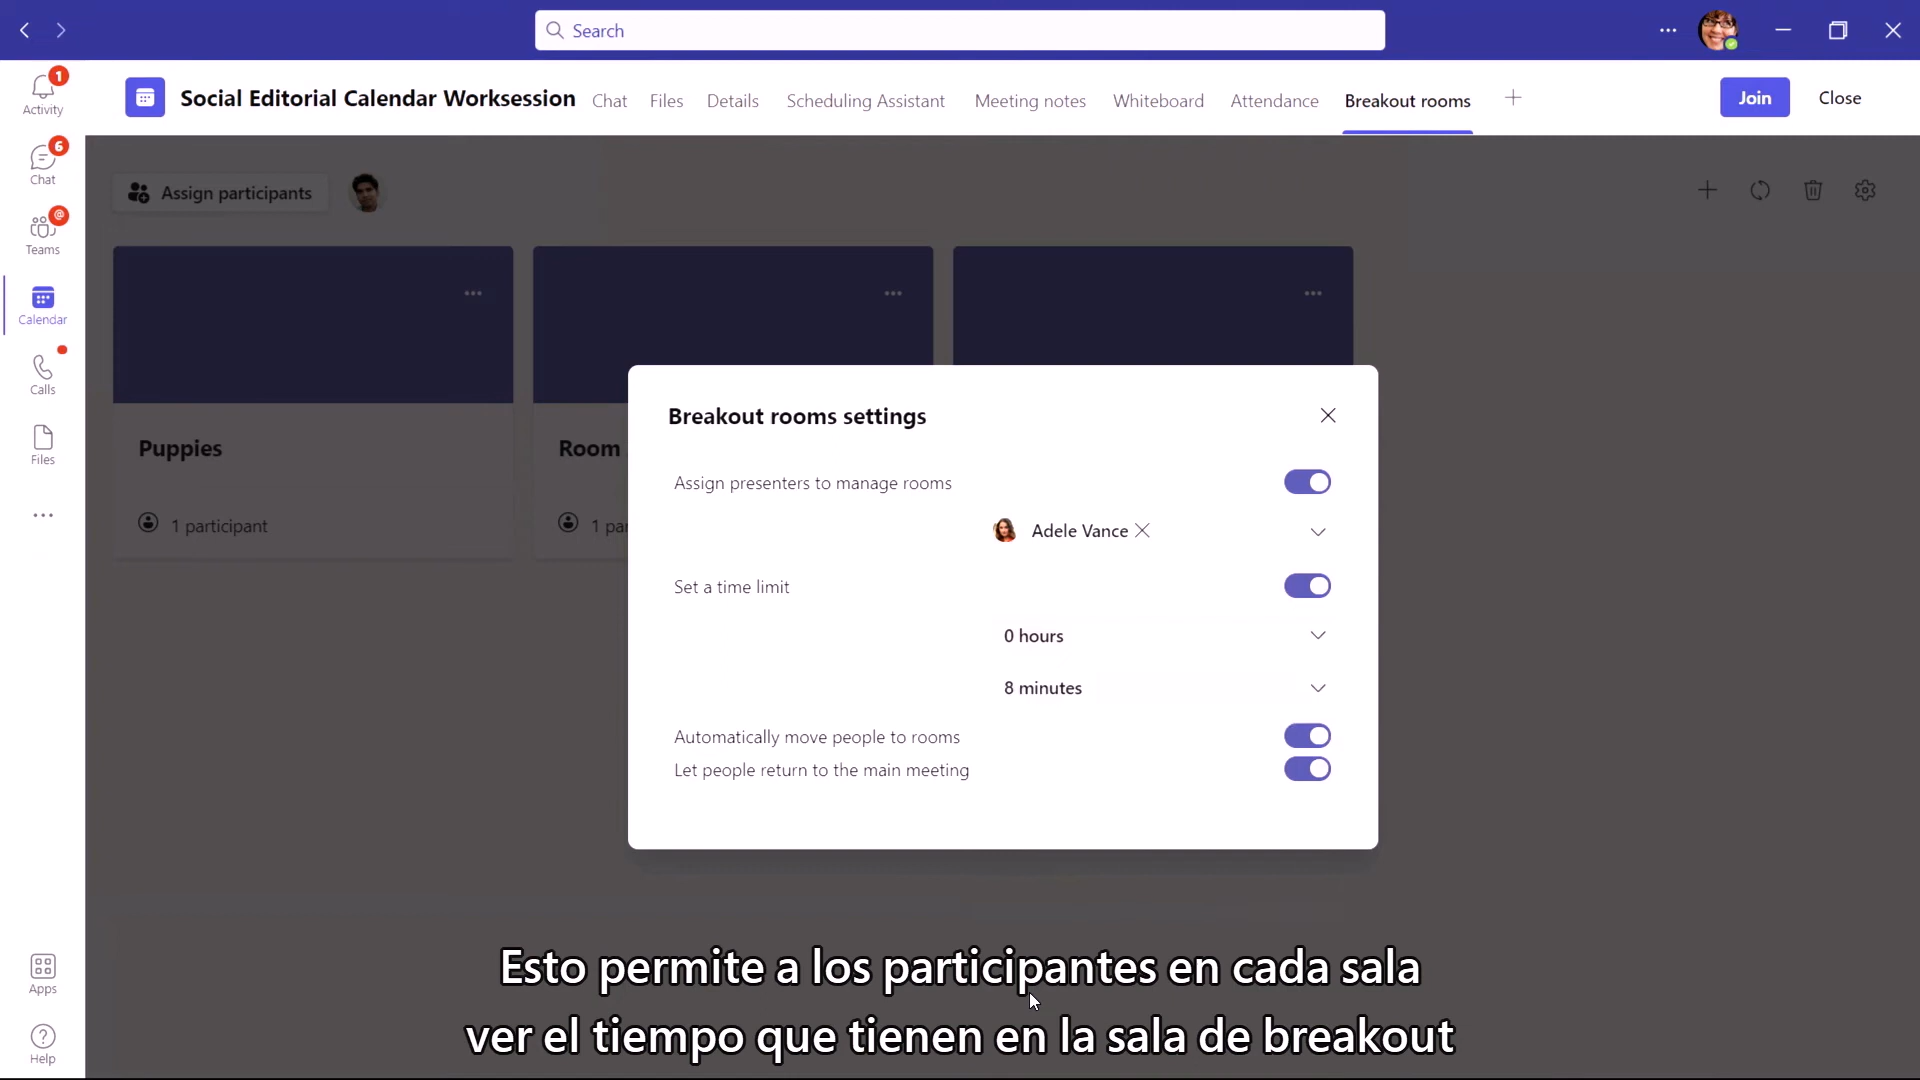 Search
Social Editorial Calendar Worksession
Chat
Files
Details
Scheduling Assistant
Meeting notes
Whiteboard
Attendance
Breakout rooms
Join
Close
1
Activity
6
Chat
@
Teams
Calendar
Calls
Files
Apps
Help
Assign participants
Puppies
1 participant
Room
1 par
Breakout rooms settings
Assign presenters to manage rooms
Adele Vance
Set a time limit
0 hours
8 minutes
Automatically move people to rooms
Let people return to the main meeting
Esto permite a los participantes en cada sala
ver el tiempo que tienen en la sala de breakout